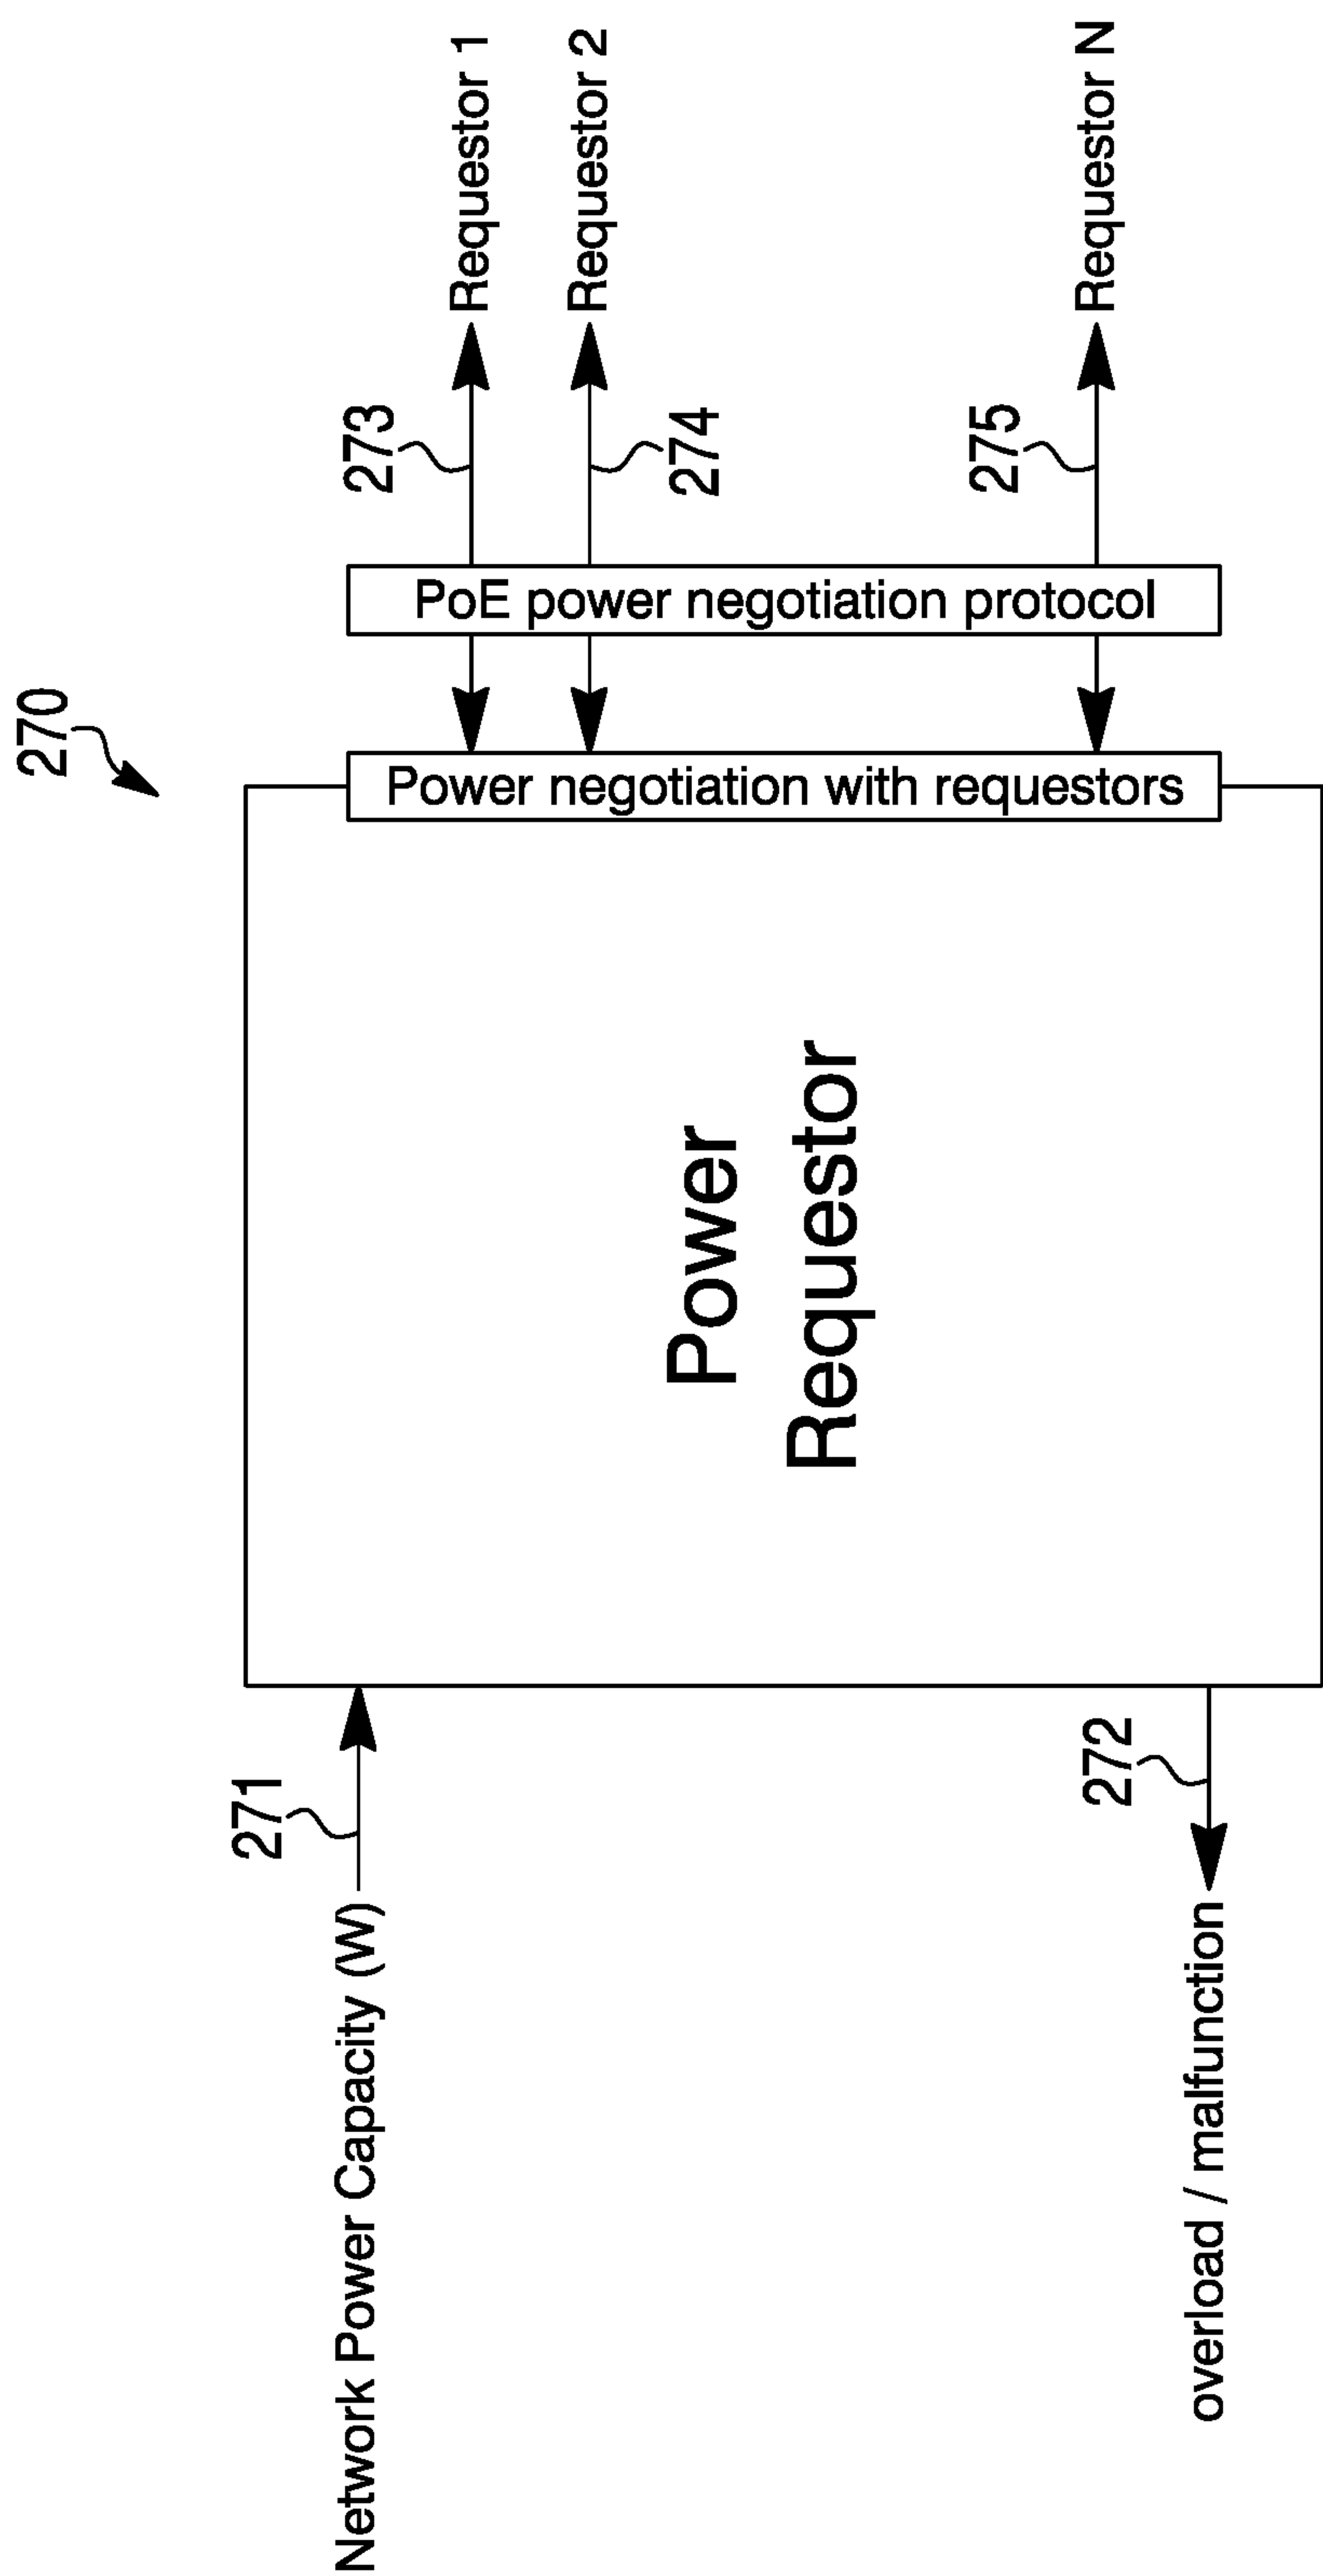 270
271
Network Power Capacity (W)
272
overload / malfunction
Power
Requestor
Power negotiation with requestors
PoE power negotiation protocol
273
Requestor 1
274
Requestor 2
275
Requestor N